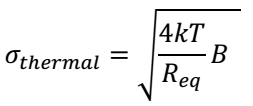 σ_thermal = √(4kT/R_eq B)